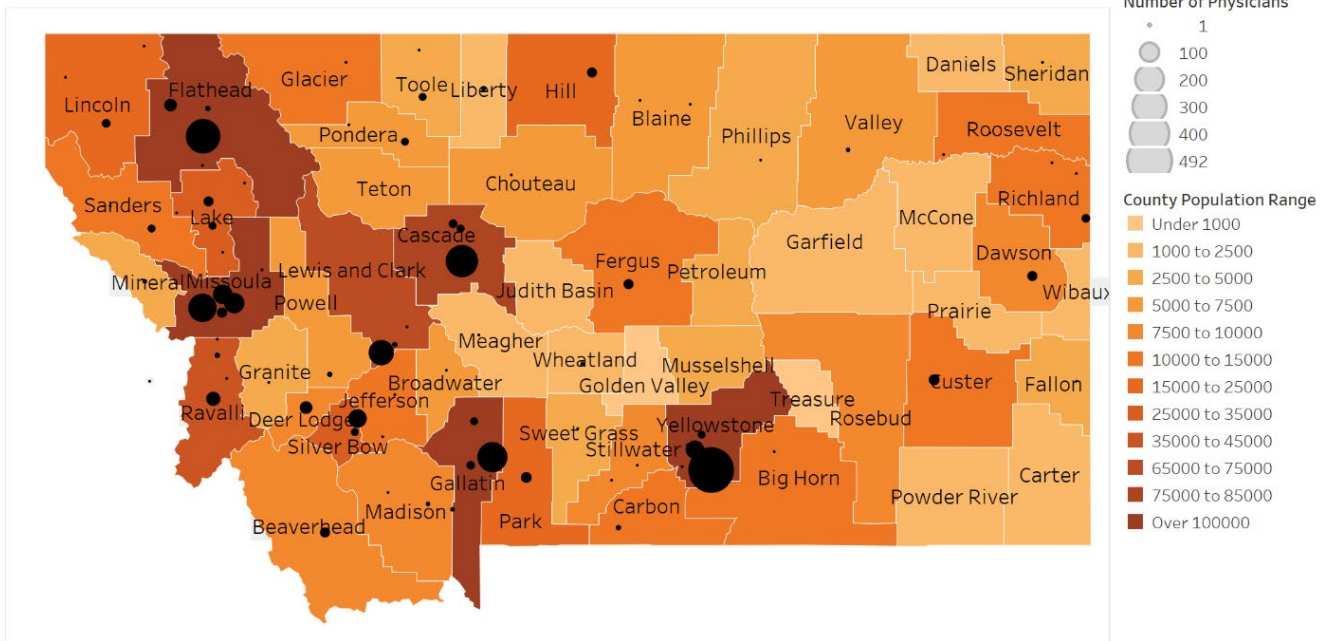 Number of Physicians
1
100
200
300
400
492
County Population Range
Under 1000
1000 to 2500
2500 to 5000
5000 to 7500
7500 to 10000
10000 to 15000
15000 to 25000
25000 to 35000
35000 to 45000
65000 to 75000
75000 to 85000
Over 100000
Lincoln
Flathead
Glacier
Toole
Liberty
Hill
Blaine
Phillips
Valley
Daniels
Sheridan
Roosevelt
Pondera
Teton
Chouteau
Richland
Sanders
Lake
Cascade
Fergus
Petroleum
Garfield
McCone
Dawson
Wibaux
Mineral
Missoula
Powell
Lewis and Clark
Judith Basin
Prairie
Meagher
Wheatland
Golden Valley
Musselshell
Treasure
Rosebud
Custer
Fallon
Granite
Broadwater
Jefferson
Ravalli
Deer Lodge
Silver Bow
Gallatin
Sweet Grass
Stillwater
Yellowstone
Big Horn
Powder River
Carter
Beaverhead
Madison
Park
Carbon